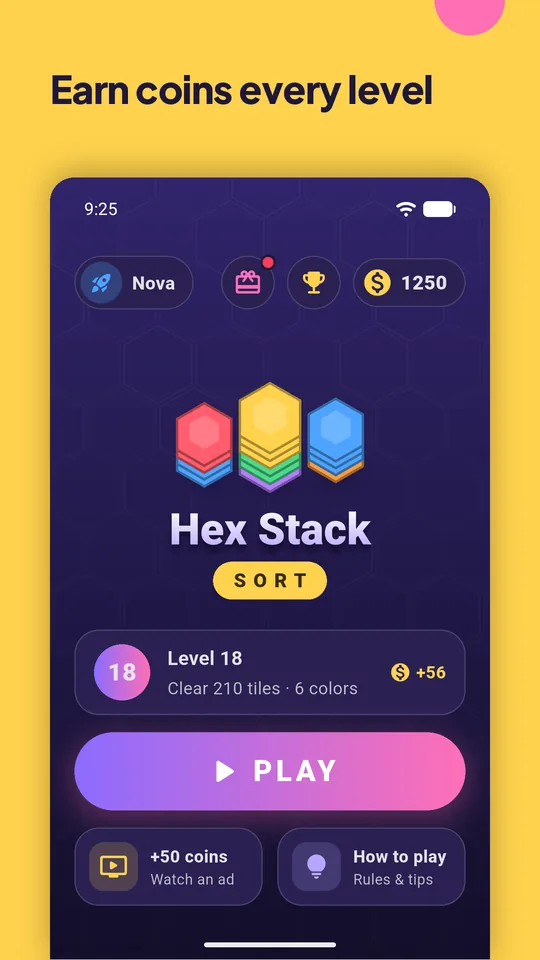 Earn coins every level
9:25
Nova
1250
Hex Stack
SORT
18
Level 18
Clear 210 tiles · 6 colors
+56
PLAY
+50 coins
Watch an ad
How to play
Rules & tips